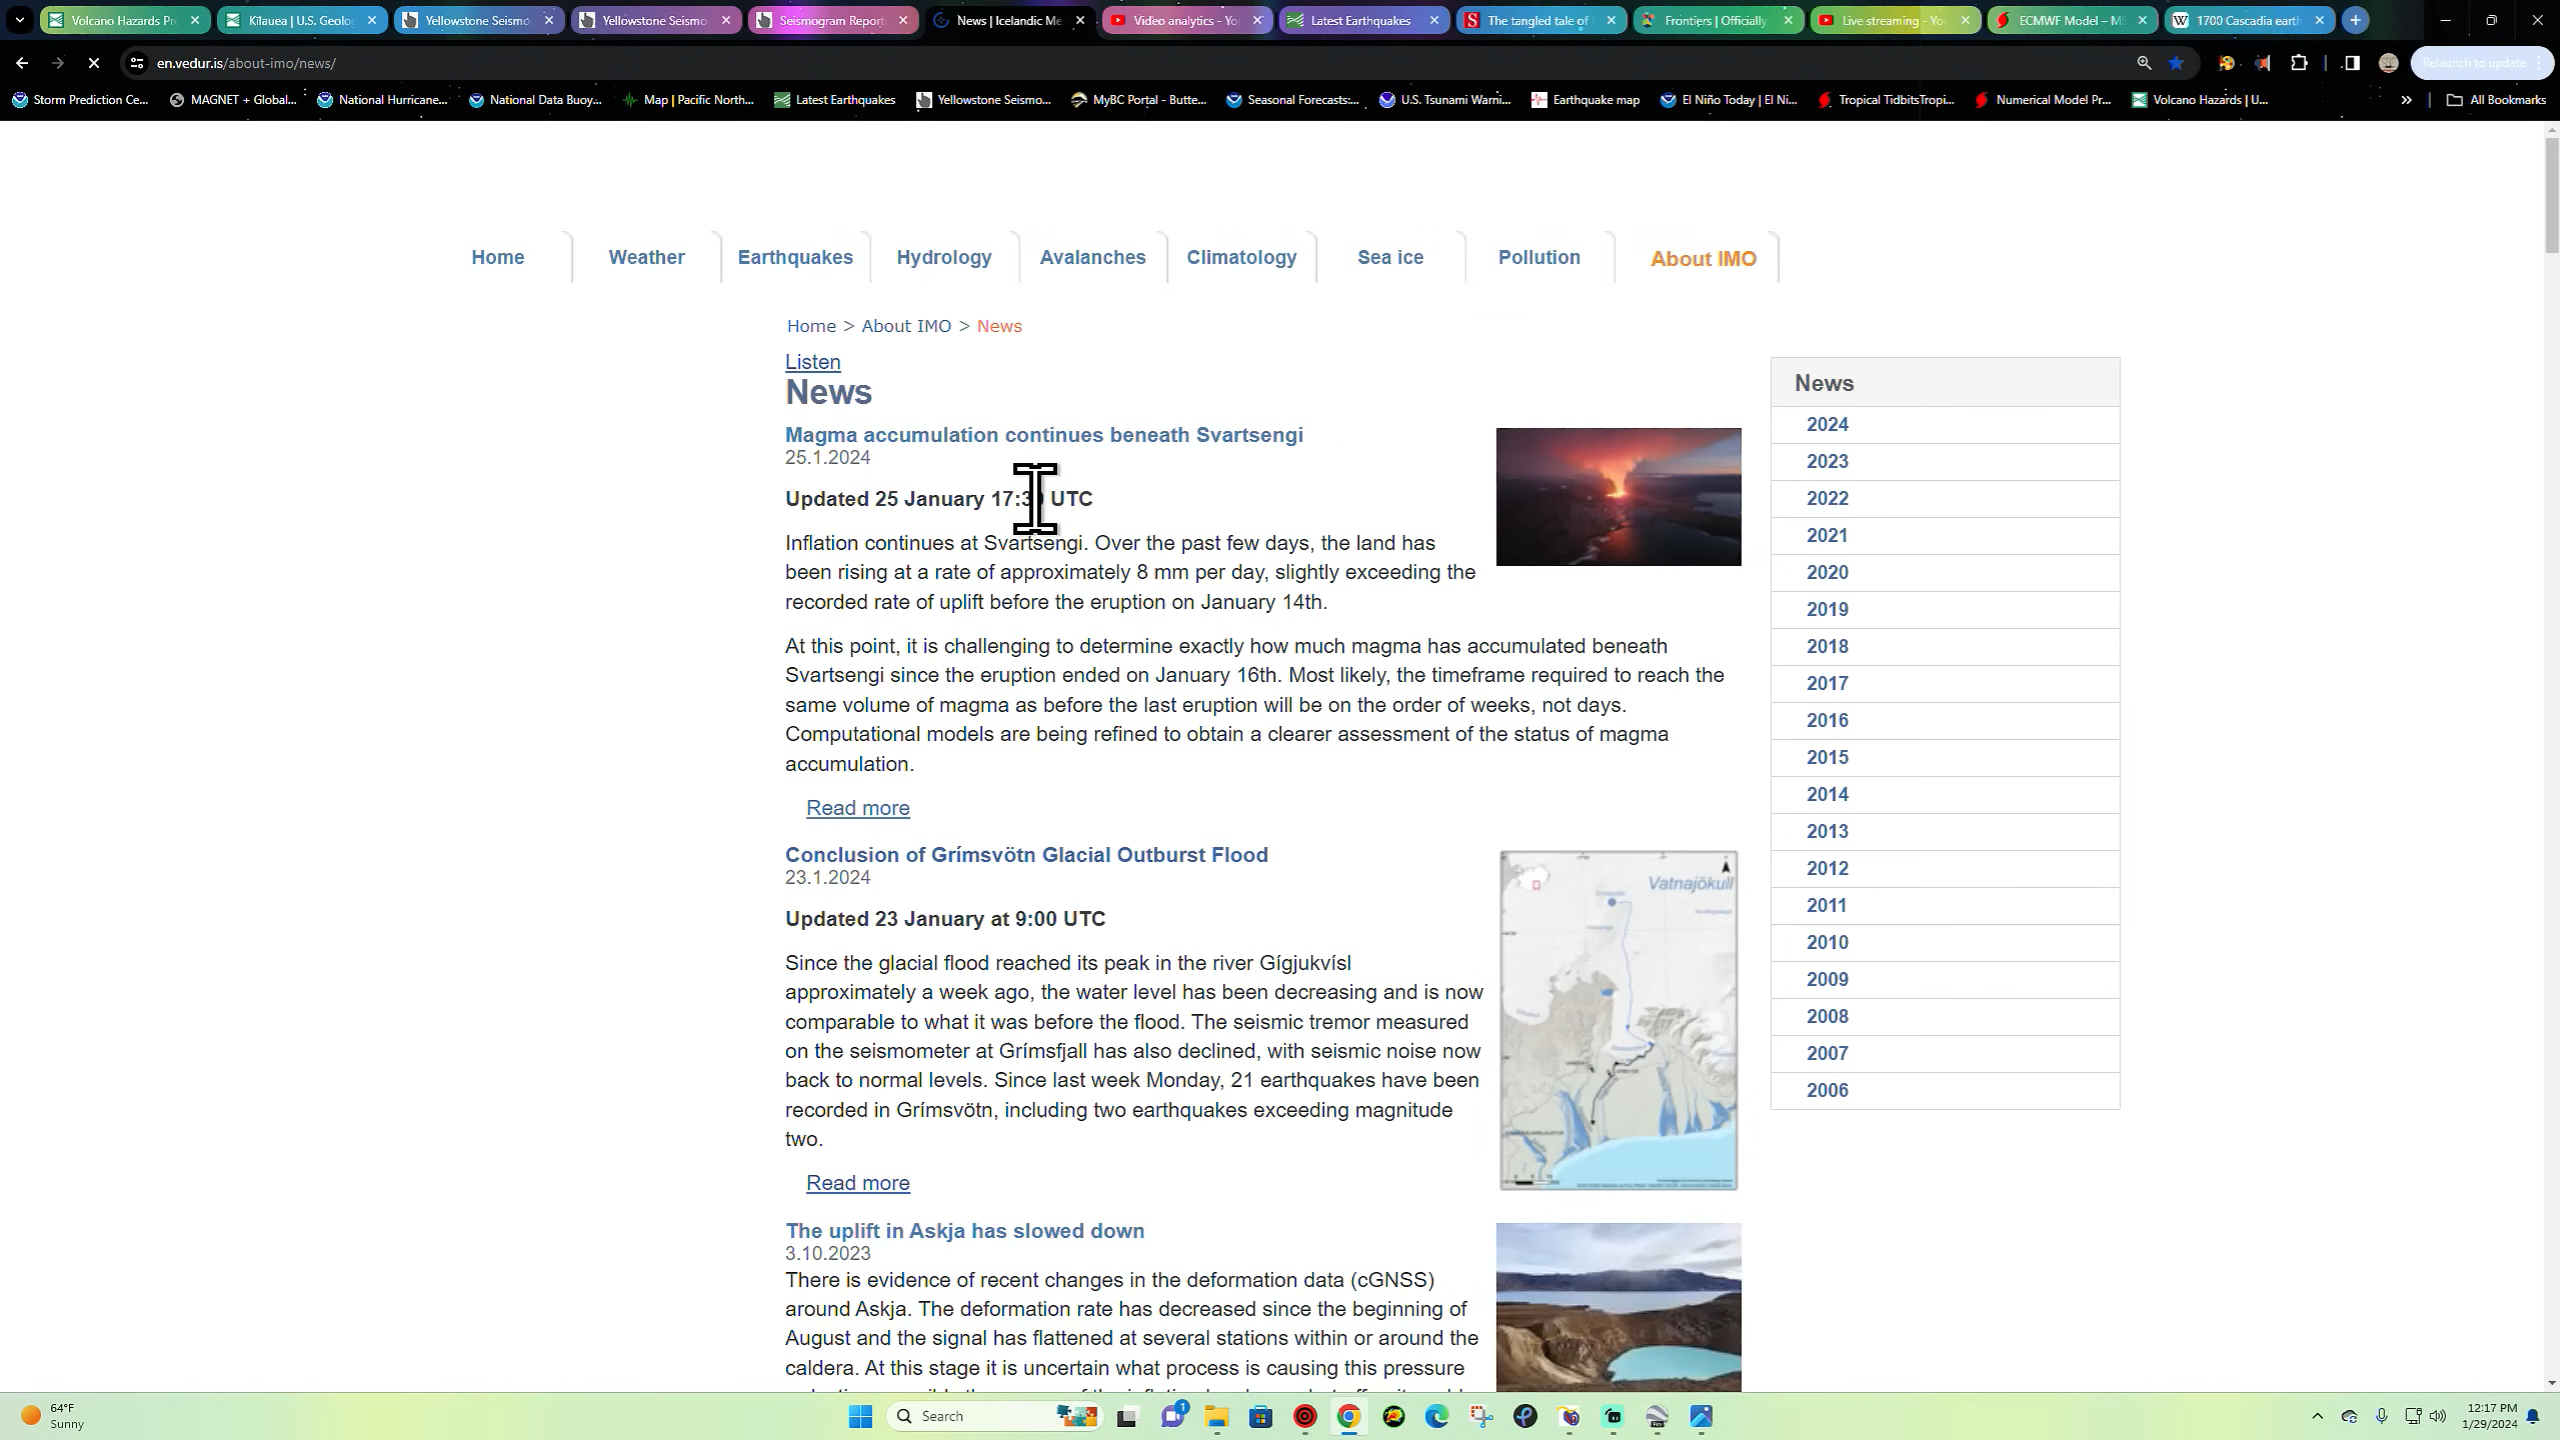 Volcano Hazards Pr
Kīlauea | U.S. Geolo
Yellowstone Seismo
Yellowstone Seismo
Seismogram Report
News | Icelandic Me
Video analytics - Yo
Latest Earthquakes
The tangled tale of
Frontiers | Officially
Live streaming - Yo
ECMWF Model – MS
1700 Cascadia earth
en.vedur.is/about-imo/news/
Relaunch to update
Storm Prediction Ce...
MAGNET + Global...
National Hurricane...
National Data Buoy...
Map | Pacific North...
Latest Earthquakes
Yellowstone Seismo...
MyBC Portal - Butte...
Seasonal Forecasts:...
U.S. Tsunami Warni...
Earthquake map
El Niño Today | El Ni...
Tropical TidbitsTropi...
Numerical Model Pr...
Volcano Hazards | U...
All Bookmarks
Home
Weather
Earthquakes
Hydrology
Avalanches
Climatology
Sea ice
Pollution
About IMO
Home > About IMO > News
Listen
News
Magma accumulation continues beneath Svartsengi
25.1.2024
Updated 25 January 17:30 UTC
Inflation continues at Svartsengi. Over the past few days, the land has
been rising at a rate of approximately 8 mm per day, slightly exceeding the
recorded rate of uplift before the eruption on January 14th.
At this point, it is challenging to determine exactly how much magma has accumulated beneath
Svartsengi since the eruption ended on January 16th. Most likely, the timeframe required to reach the
same volume of magma as before the last eruption will be on the order of weeks, not days.
Computational models are being refined to obtain a clearer assessment of the status of magma
accumulation.
Read more
Conclusion of Grímsvötn Glacial Outburst Flood
23.1.2024
Updated 23 January at 9:00 UTC
Since the glacial flood reached its peak in the river Gígjukvísl
approximately a week ago, the water level has been decreasing and is now
comparable to what it was before the flood. The seismic tremor measured
on the seismometer at Grímsfjall has also declined, with seismic noise now
back to normal levels. Since last week Monday, 21 earthquakes have been
recorded in Grímsvötn, including two earthquakes exceeding magnitude
two.
Read more
Vatnajökull
The uplift in Askja has slowed down
3.10.2023
There is evidence of recent changes in the deformation data (cGNSS)
around Askja. The deformation rate has decreased since the beginning of
August and the signal has flattened at several stations within or around the
caldera. At this stage it is uncertain what process is causing this pressure
News
2024
2023
2022
2021
2020
2019
2018
2017
2016
2015
2014
2013
2012
2011
2010
2009
2008
2007
2006
64°F
Sunny
Search
1
12:17 PM
1/29/2024